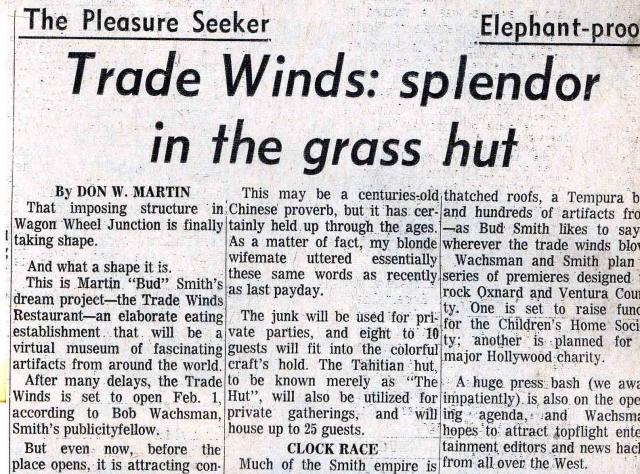 The Pleasure Seeker
Elephant-proo
Trade Winds: splendor
in the grass hut
By DON W. MARTIN
That imposing structure in
Wagon Wheel Junction is finally
taking shape.
And what a shape it is.
This is Martin "Bud" Smith's
dream project—the Trade Winds
Restaurant—an elaborate eating
establishment that will be a
virtual museum of fascinating
artifacts from around the world.
After many delays, the Trade
Winds is set to open Feb. 1,
according to Bob Wachsman,
Smith's publicityfellow.
But even now, before the
place opens, it is attracting con-
This may be a centuries-old
Chinese proverb, but it has cer-
tainly held up through the ages.
As a matter of fact, my blonde
wifemate uttered essentially
these same words as recently
as last payday.
The junk will be used for pri-
vate parties, and eight to 10
guests will fit into the colorful
craft's hold. The Tahitian hut,
to be known merely as "The
Hut", will also be utilized for
private gatherings, and will
house up to 25 guests.
CLOCK RACE
Much of the Smith empire is
thatched roofs, a Tempura b
and hundreds of artifacts fro
—as Bud Smith likes to say
wherever the trade winds blow
Wachsman and Smith plan
series of premieres designed
rock Oxnard and Ventura Coun
ty. One is set to raise fund
for the Children's Home Soci
ty; another is planned for
major Hollywood charity.
A huge press bash (we awa
impatiently) is also on the ope
ing agenda, and Wachsma
hopes to attract topflight ente
tainment editors and news hac
from all over the West.